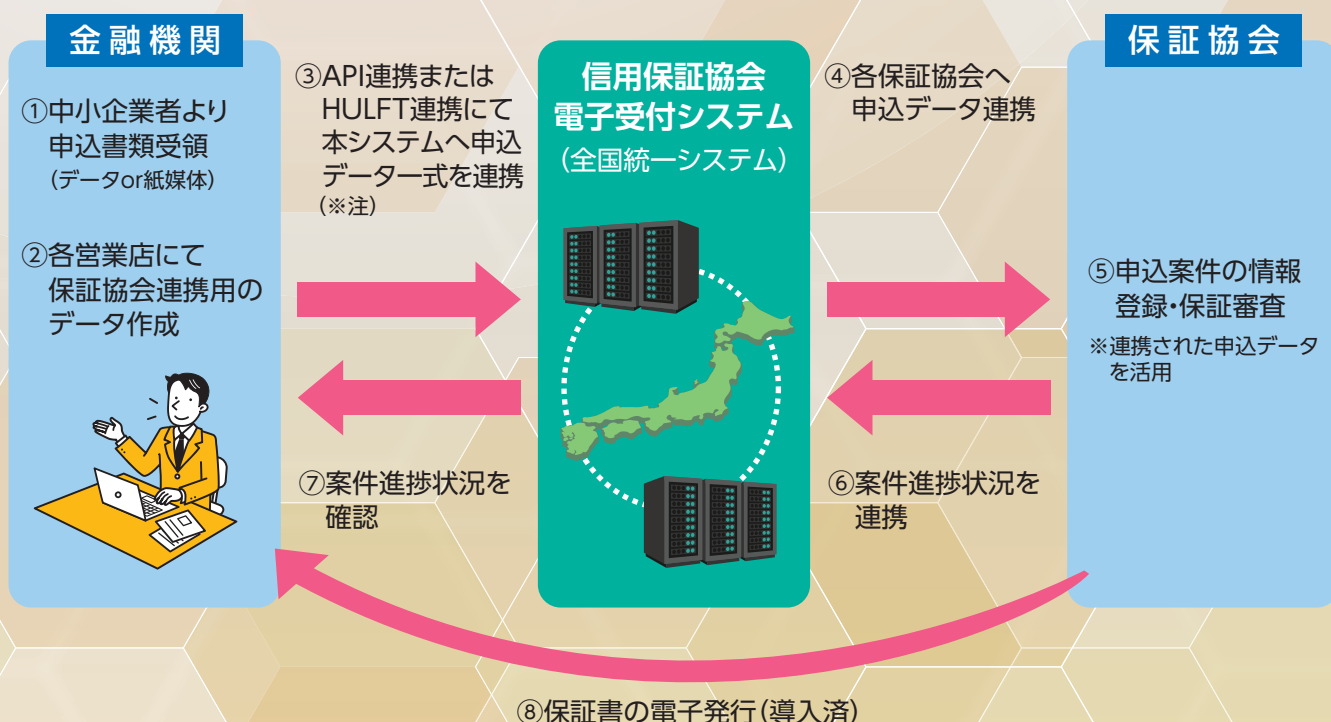 金融機関
①中小企業者より
申込書類受領
(データor紙媒体)
②各営業店にて
保証協会連携用の
データ作成
③API連携または
HULFT連携にて
本システムへ申込
データ一式を連携
(※注)
信用保証協会
電子受付システム
(全国統一システム)
④各保証協会へ
申込データ連携
保証協会
⑤申込案件の情報
登録・保証審査
※連携された申込データ
を活用
⑥案件進捗状況を
連携
⑦案件進捗状況を
確認
⑧保証書の電子発行(導入済)